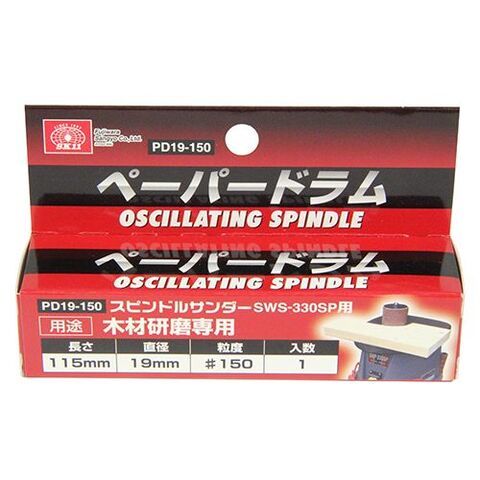 SK11
Fujiwara
Sangyo Co.,Ltd.
PD19-150
ペーパードラム
OSCILLATING SPINDLE
ペーパードラム
OSCILLATING SPINDLE
PD19-150 スピンドルサンダーSWS-330SP用
用途 木材研磨専用
長さ 直径 粒度 入数
115mm 19mm #150 1